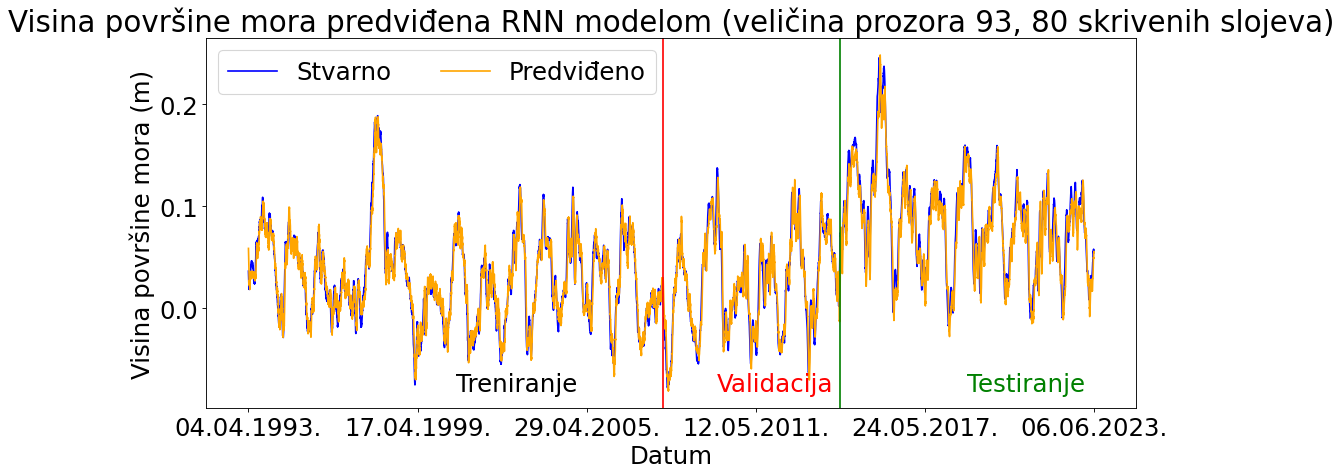 Visina površine mora predviđena RNN modelom (veličina prozora 93, 80 skrivenih slojeva)
Stvarno Predviđeno
Visina površine mora (m)
0.2
0.1
0.0
Treniranje Validacija Testiranje
04.04.1993. 17.04.1999. 29.04.2005. 12.05.2011. 24.05.2017. 06.06.2023.
Datum